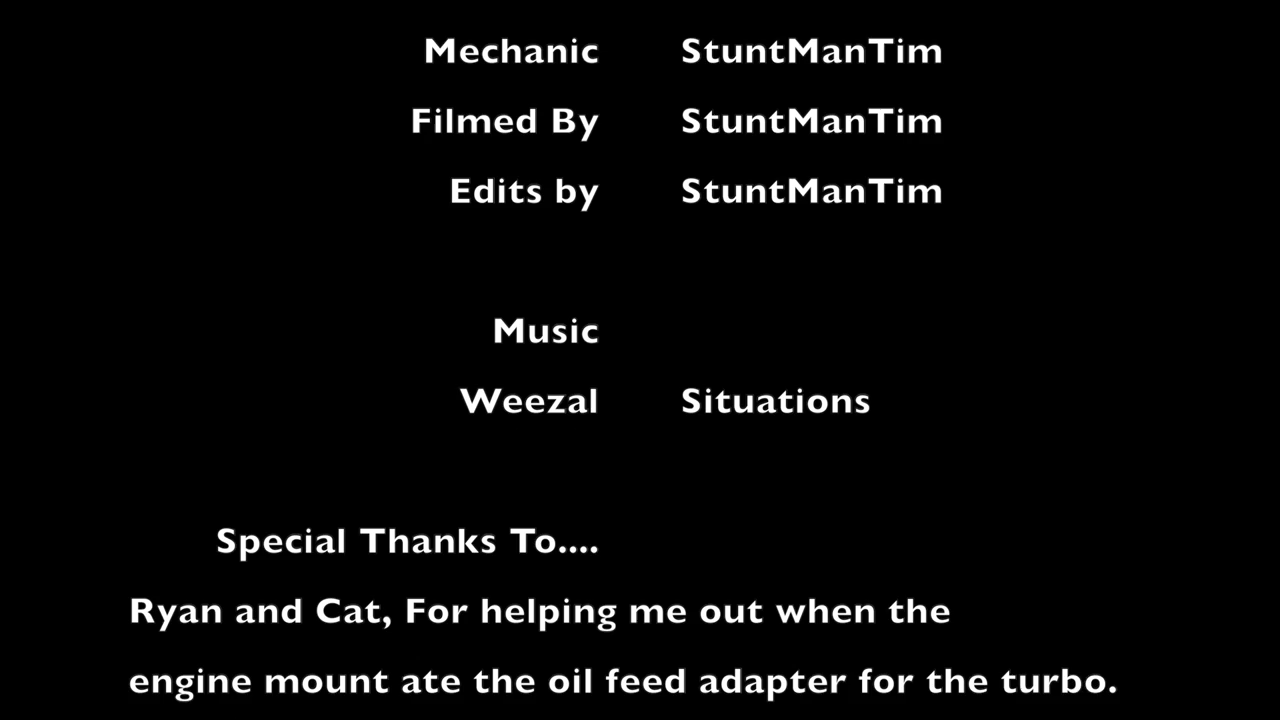 Mechanic StuntManTim
Filmed By StuntManTim
Edits by StuntManTim
Music
Weezal Situations
Special Thanks To....
Ryan and Cat, For helping me out when the
engine mount ate the oil feed adapter for the turbo.